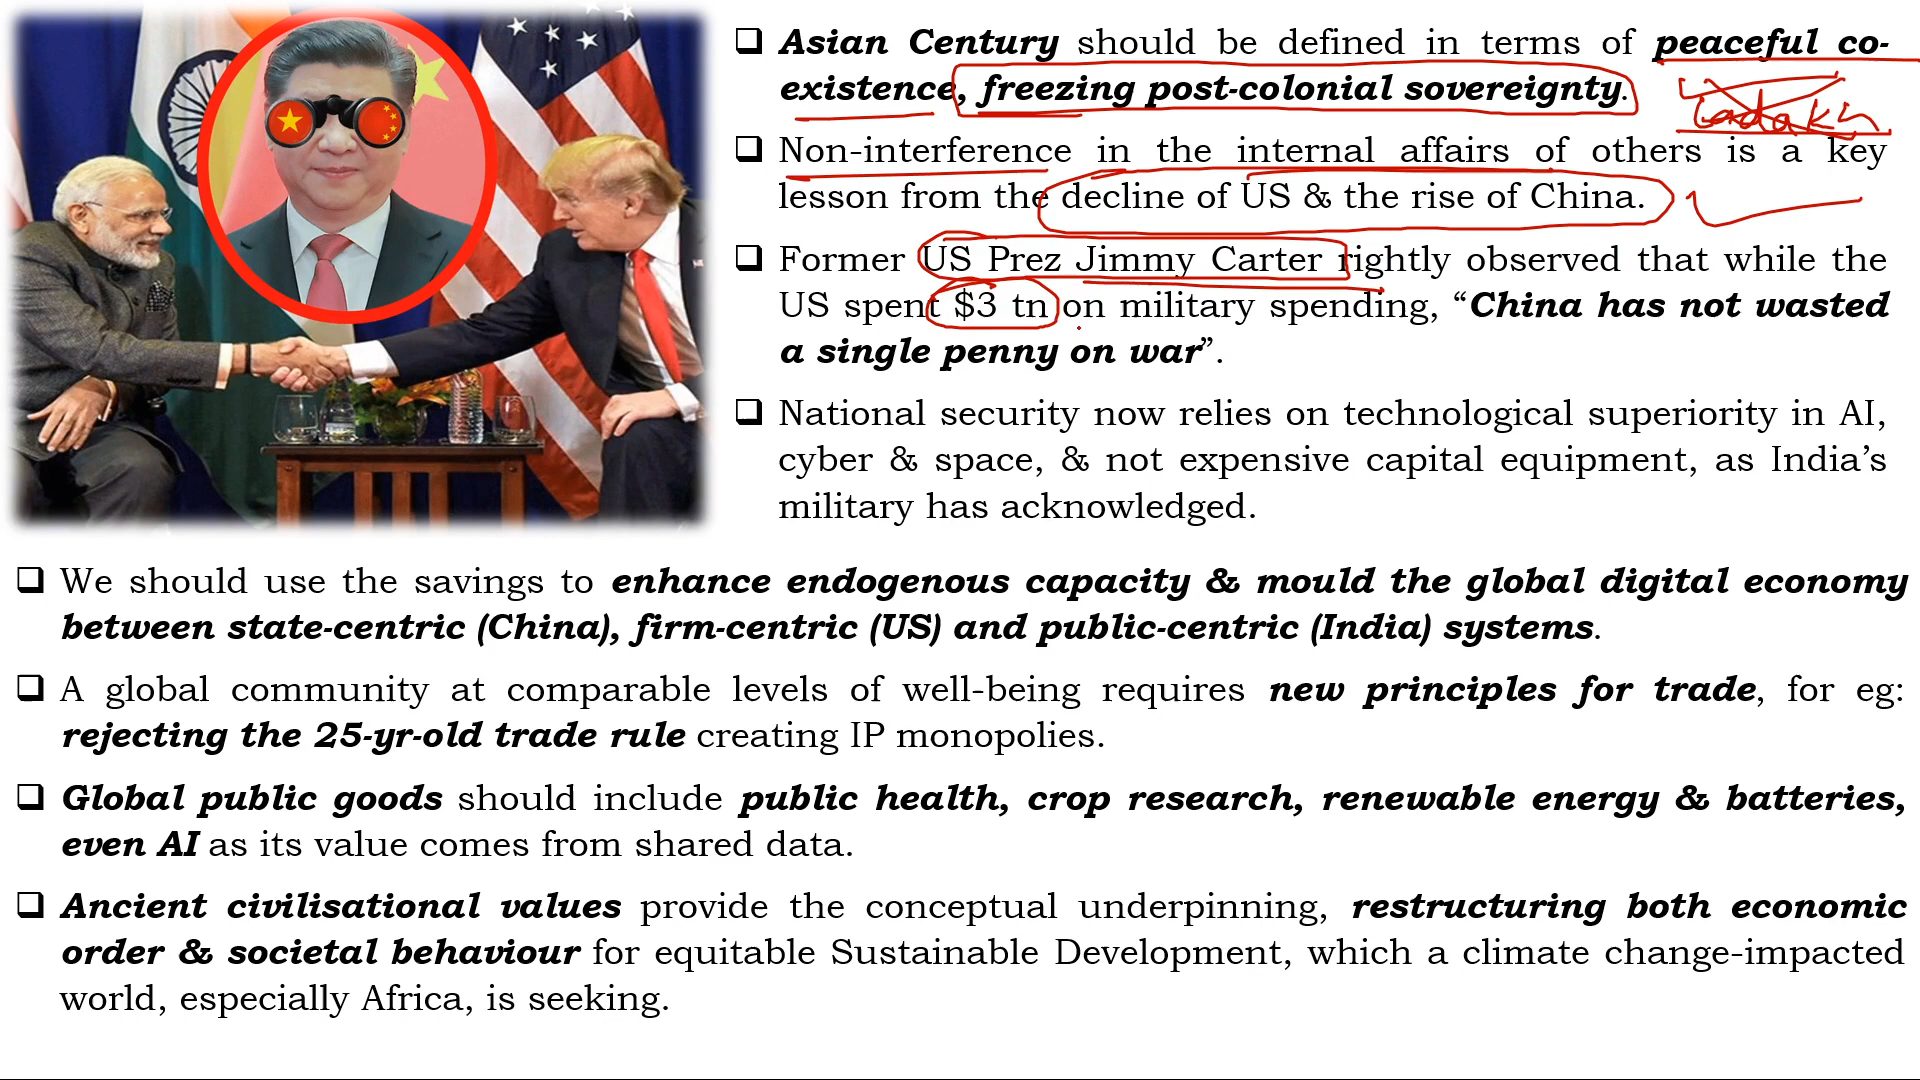 ❑ Asian Century should be defined in terms of peaceful co-
existence, freezing post-colonial sovereignty.
Ladakh
❑ Non-interference in the internal affairs of others is a key
lesson from the decline of US & the rise of China.
❑ Former US Prez Jimmy Carter rightly observed that while the
US spent $3 tn on military spending, “China has not wasted
a single penny on war”.
❑ National security now relies on technological superiority in AI,
cyber & space, & not expensive capital equipment, as India’s
military has acknowledged.
❑ We should use the savings to enhance endogenous capacity & mould the global digital economy
between state-centric (China), firm-centric (US) and public-centric (India) systems.
❑ A global community at comparable levels of well-being requires new principles for trade, for eg:
rejecting the 25-yr-old trade rule creating IP monopolies.
❑ Global public goods should include public health, crop research, renewable energy & batteries,
even AI as its value comes from shared data.
❑ Ancient civilisational values provide the conceptual underpinning, restructuring both economic
order & societal behaviour for equitable Sustainable Development, which a climate change-impacted
world, especially Africa, is seeking.